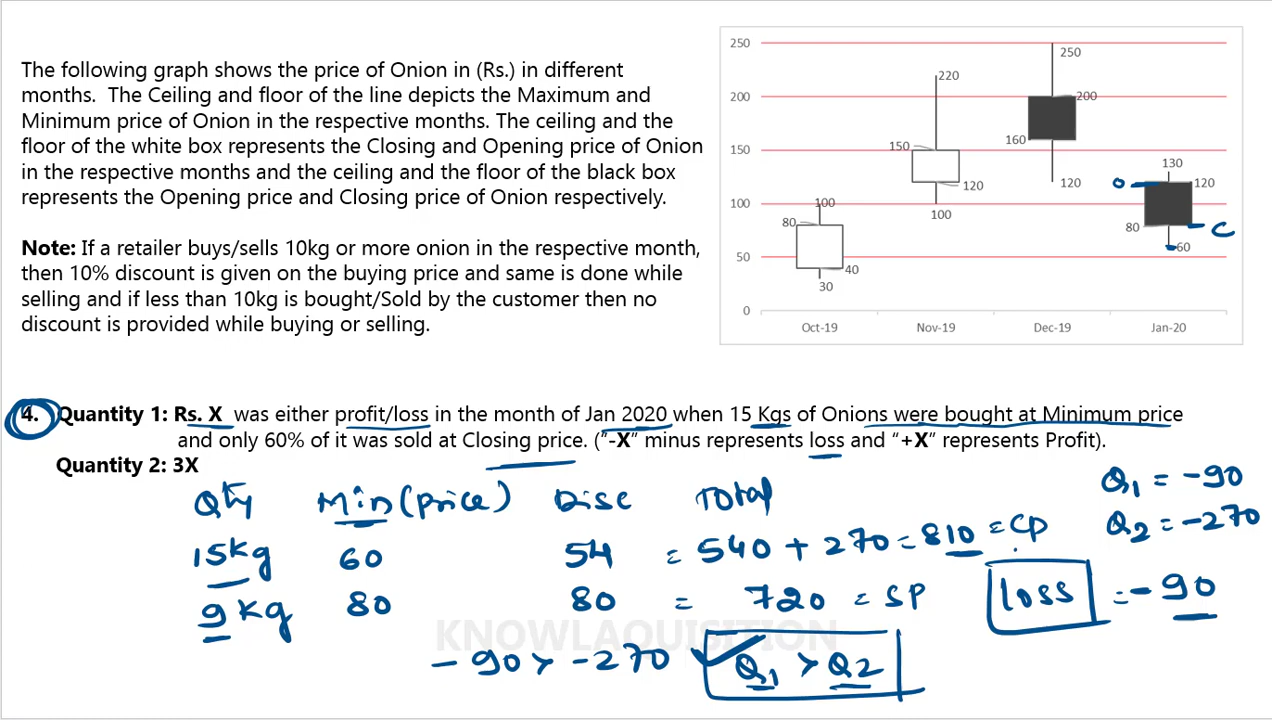 The following graph shows the price of Onion in (Rs.) in different
months. The Ceiling and floor of the line depicts the Maximum and
Minimum price of Onion in the respective months. The ceiling and the
floor of the white box represents the Closing and Opening price of Onion
in the respective months and the ceiling and the floor of the black box
represents the Opening price and Closing price of Onion respectively.
Note: If a retailer buys/sells 10kg or more onion in the respective month,
then 10% discount is given on the buying price and same is done while
selling and if less than 10kg is bought/Sold by the customer then no
discount is provided while buying or selling.
250
200
150
100
50
0
100
80
40
30
220
150
120
100
250
200
160
120
130
O
120
80
C
60
Oct-19 Nov-19 Dec-19 Jan-20
4. Quantity 1: Rs. X was either profit/loss in the month of Jan 2020 when 15 Kgs of Onions were bought at Minimum price
and only 60% of it was sold at Closing price. ("-X" minus represents loss and "+X" represents Profit).
Quantity 2: 3X
Qty Min(price) Disc Total
Q1 = -90
Q2 = -270
15kg 60 54 = 540 + 270 = 810 = CP
9kg 80 80 = 720 = SP loss = -90
KNOWLAQUISITION
-90 > -270 Q1 > Q2